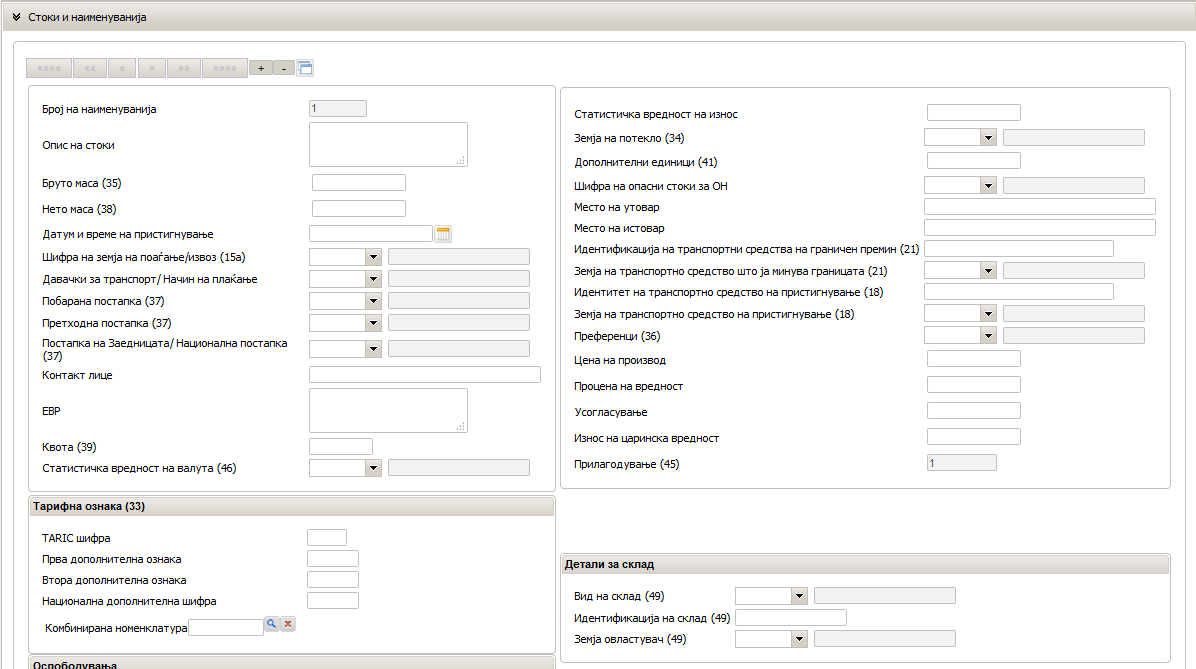 Стоки и наименуванија
<<<< << < > >> >>>> + -
Број на наименуванија 1
Опис на стоки
Бруто маса (35)
Нето маса (38)
Датум и време на пристигнување
Шифра на земја на поаѓање/извоз (15а)
Давачки за транспорт/ Начин на плаќање
Побарана постапка (37)
Претходна постапка (37)
Постапка на Заедницата/ Национална постапка
(37)
Контакт лице
ЕВР
Квота (39)
Статистичка вредност на валута (46)
Статистичка вредност на износ
Земја на потекло (34)
Дополнителни единици (41)
Шифра на опасни стоки за ОН
Место на утовар
Место на истовар
Идентификација на транспортни средства на граничен премин (21)
Земја на транспортно средство што ја минува границата (21)
Идентитет на транспортно средство на пристигнување (18)
Земја на транспортно средство на пристигнување (18)
Преференци (36)
Цена на производ
Процена на вредност
Усогласување
Износ на царинска вредност
Прилагодување (45) 1
Тарифна ознака (33)
TARIC шифра
Прва дополнителна ознака
Втора дополнителна ознака
Национална дополнителна шифра
Комбинирана номенклатура
Детали за склад
Вид на склад (49)
Идентификација на склад (49)
Земја овластувач (49)
Ослободувања